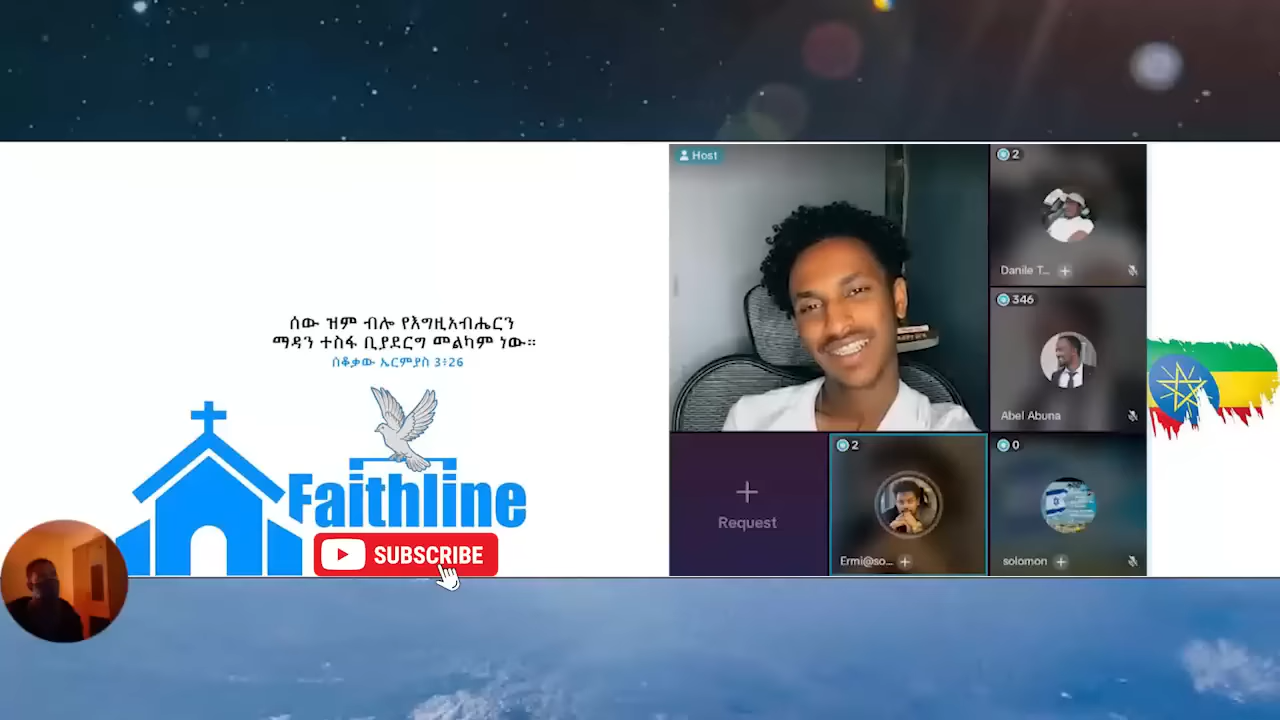 ሰው ዝም ብሎ የእግዚአብሔርን
ማዳን ተስፋ ቢያደርግ መልካም ነው።
በቆቃው ኤርምያስ 3፥26
Faithline
SUBSCRIBE
Host
2
Danile T...
346
Abel Abuna
Request
2
Ermi@so...
0
solomon